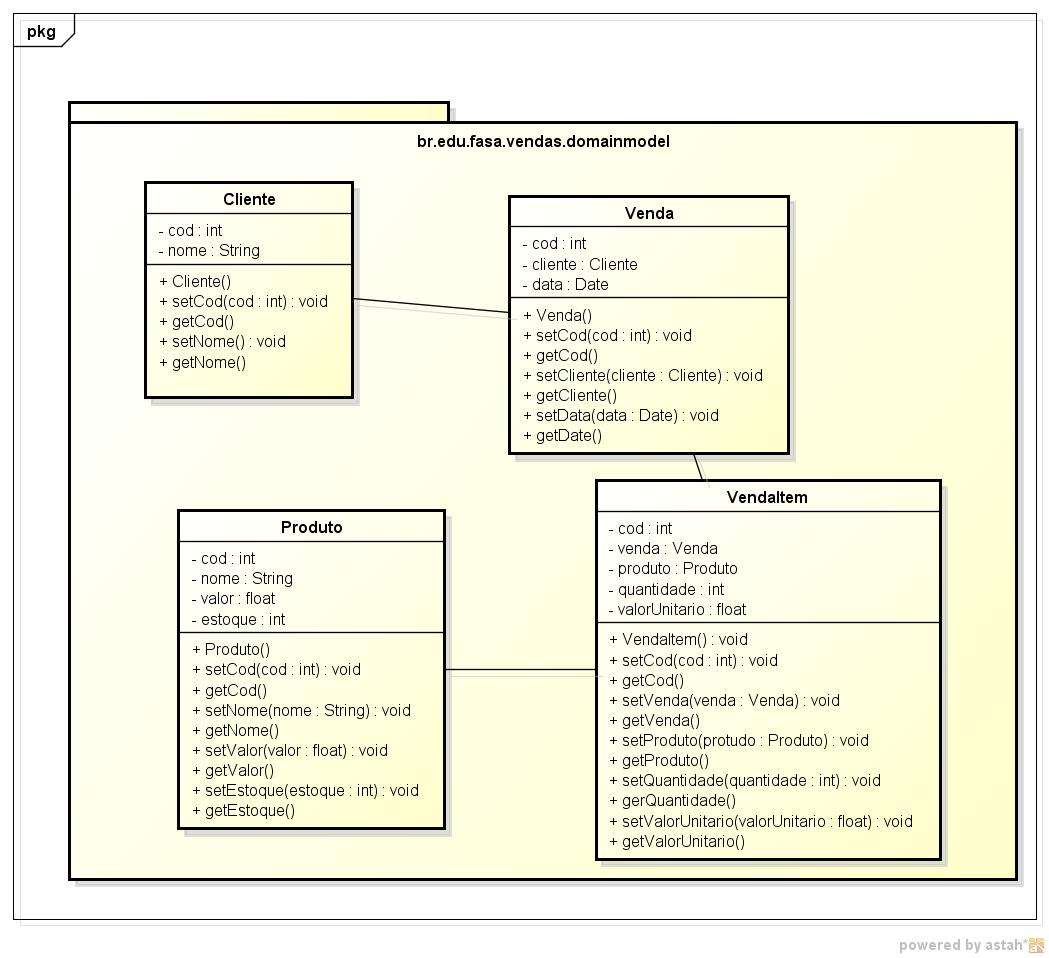 pkg
br.edu.fasa.vendas.domainmodel
Cliente
- cod : int
- nome : String
+ Cliente()
+ setCod(cod : int) : void
+ getCod()
+ setNome() : void
+ getNome()
Venda
- cod : int
- cliente : Cliente
- data : Date
+ Venda()
+ setCod(cod : int) : void
+ getCod()
+ setCliente(cliente : Cliente) : void
+ getCliente()
+ setData(data : Date) : void
+ getDate()
Produto
- cod : int
- nome : String
- valor : float
- estoque : int
+ Produto()
+ setCod(cod : int) : void
+ getCod()
+ setNome(nome : String) : void
+ getNome()
+ setValor(valor : float) : void
+ getValor()
+ setEstoque(estoque : int) : void
+ getEstoque()
VendaItem
- cod : int
- venda : Venda
- produto : Produto
- quantidade : int
- valorUnitario : float
+ VendaItem() : void
+ setCod(cod : int) : void
+ getCod()
+ setVenda(venda : Venda) : void
+ getVenda()
+ setProduto(protudo : Produto) : void
+ getProduto()
+ setQuantidade(quantidade : int) : void
+ gerQuantidade()
+ setValorUnitario(valorUnitario : float) : void
+ getValorUnitario()
powered by astah*